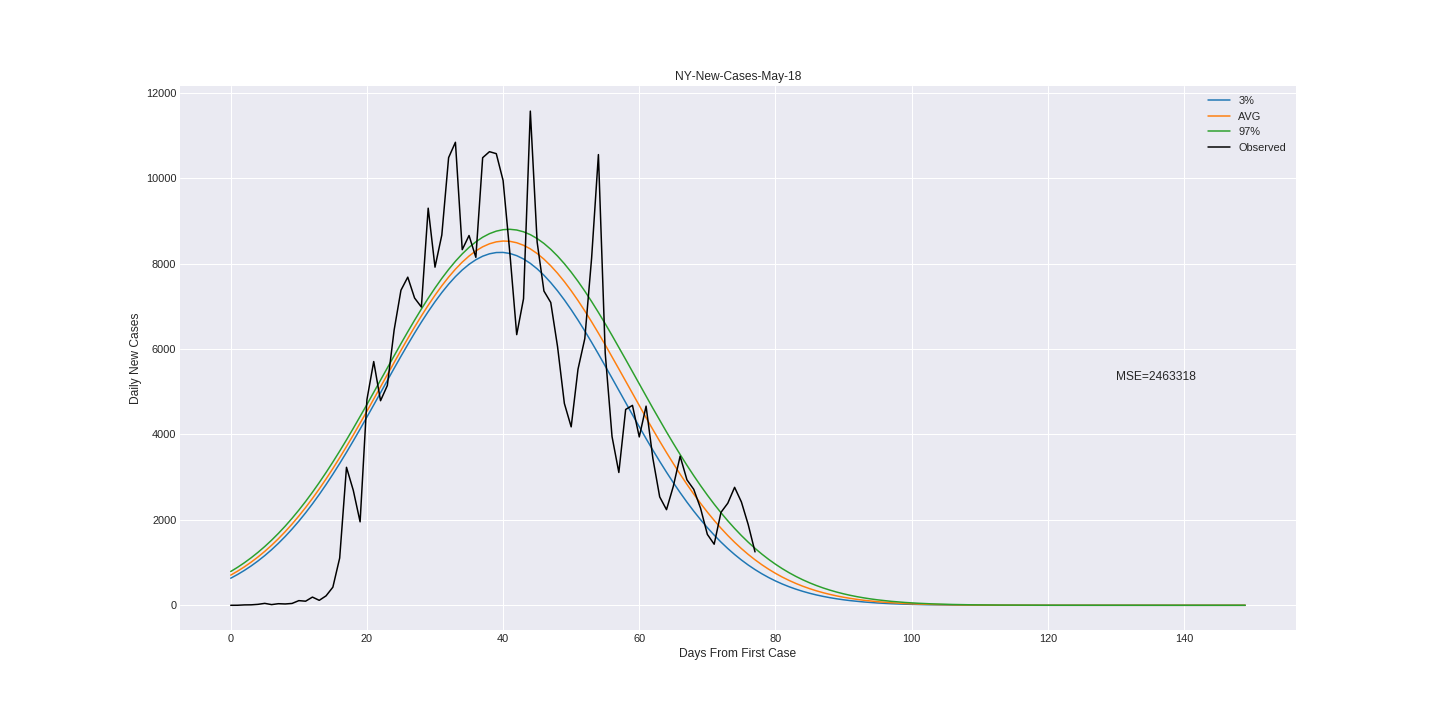 NY-New-Cases-May-18
12000
10000
8000
6000
4000
2000
0
Daily New Cases
3%
AVG
97%
Observed
MSE=2463318
0 20 40 60 80 100 120 140
Days From First Case